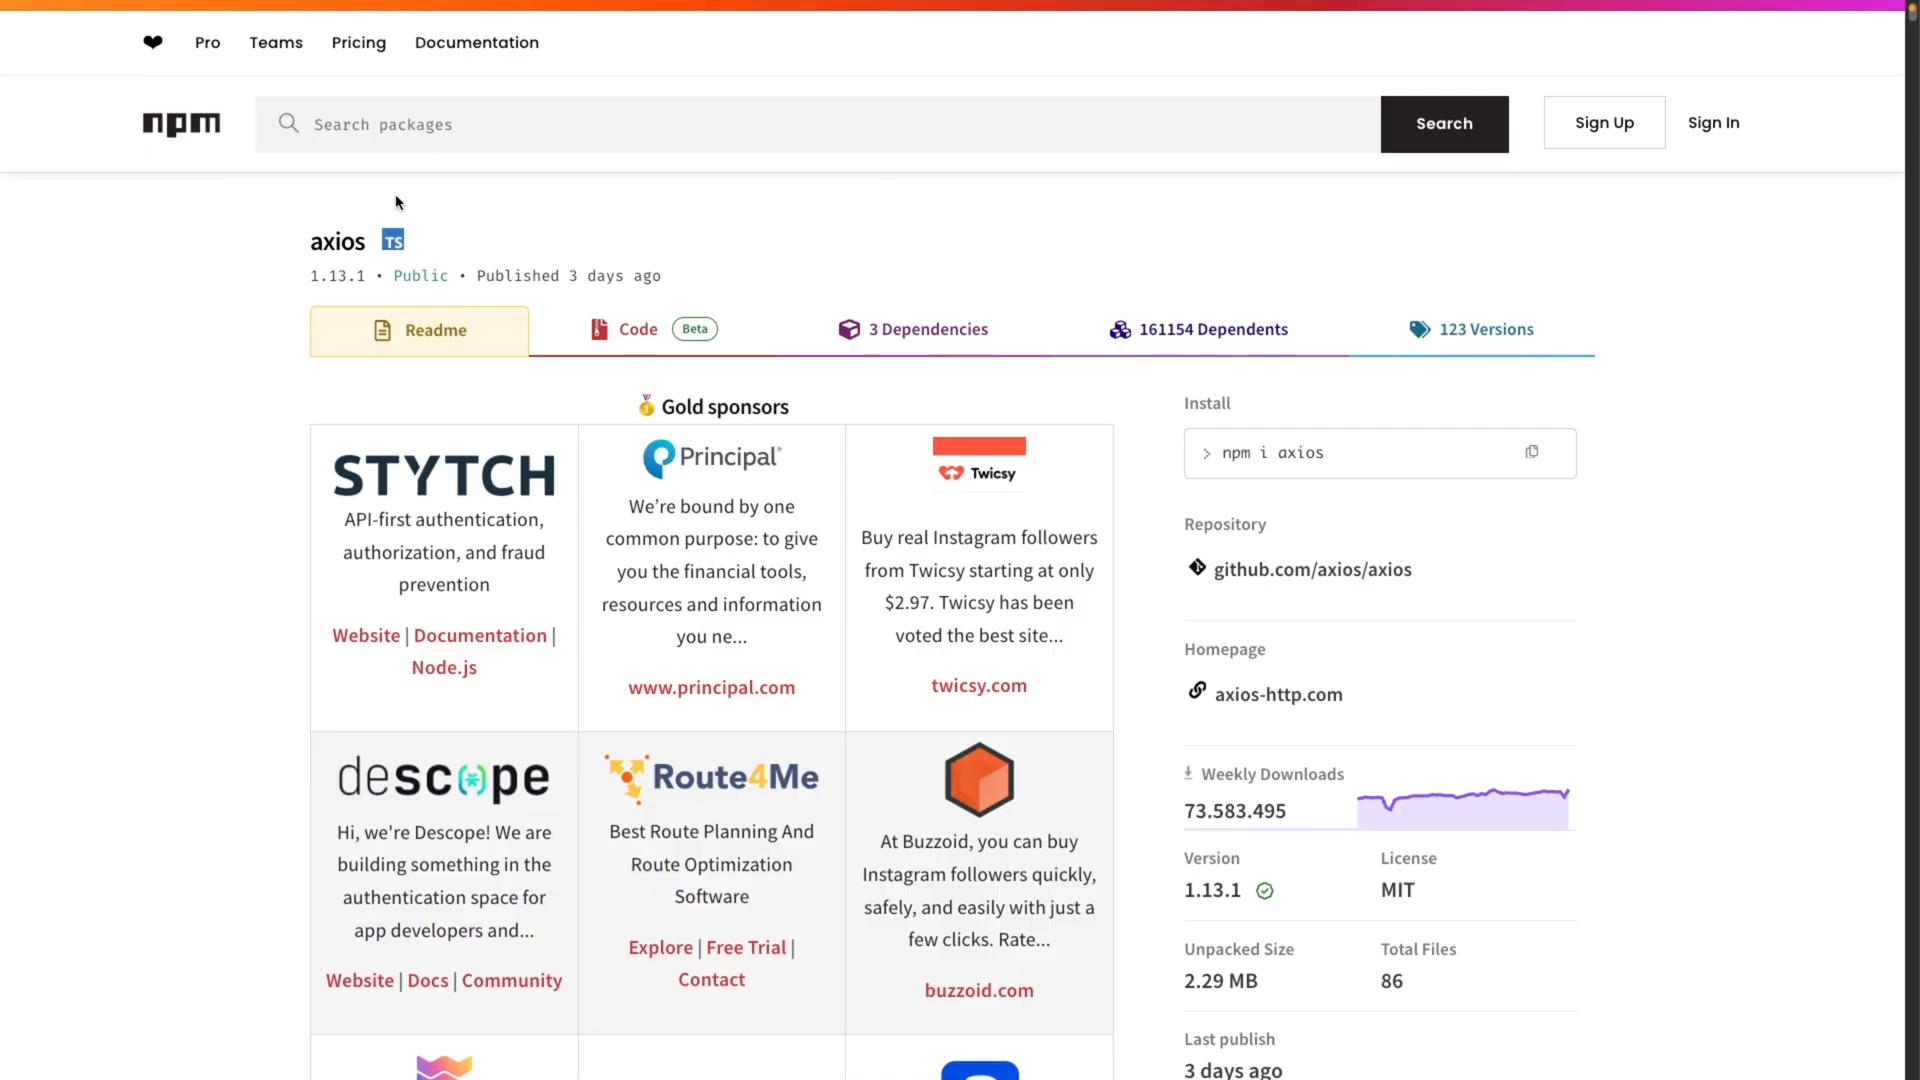 ❤ Pro Teams Pricing Documentation
npm Search packages Search Sign Up Sign In
axios TS
1.13.1 • Public • Published 3 days ago
Readme Code Beta 3 Dependencies 161154 Dependents 123 Versions
🥇 Gold sponsors
STYTCH
API-first authentication,
authorization, and fraud
prevention
Website | Documentation |
Node.js
Principal®
We’re bound by one
common purpose: to give
you the financial tools,
resources and information
you ne...
www.principal.com
Twicsy
Buy real Instagram followers
from Twicsy starting at only
$2.97. Twicsy has been
voted the best site...
twicsy.com
descope
Hi, we're Descope! We are
building something in the
authentication space for
app developers and...
Website | Docs | Community
Route4Me
Best Route Planning And
Route Optimization
Software
Explore | Free Trial |
Contact
At Buzzoid, you can buy
Instagram followers quickly,
safely, and easily with just a
few clicks. Rate...
buzzoid.com
Install
> npm i axios
Repository
github.com/axios/axios
Homepage
axios-http.com
Weekly Downloads
73.583.495
Version License
1.13.1 MIT
Unpacked Size Total Files
2.29 MB 86
Last publish
3 days ago